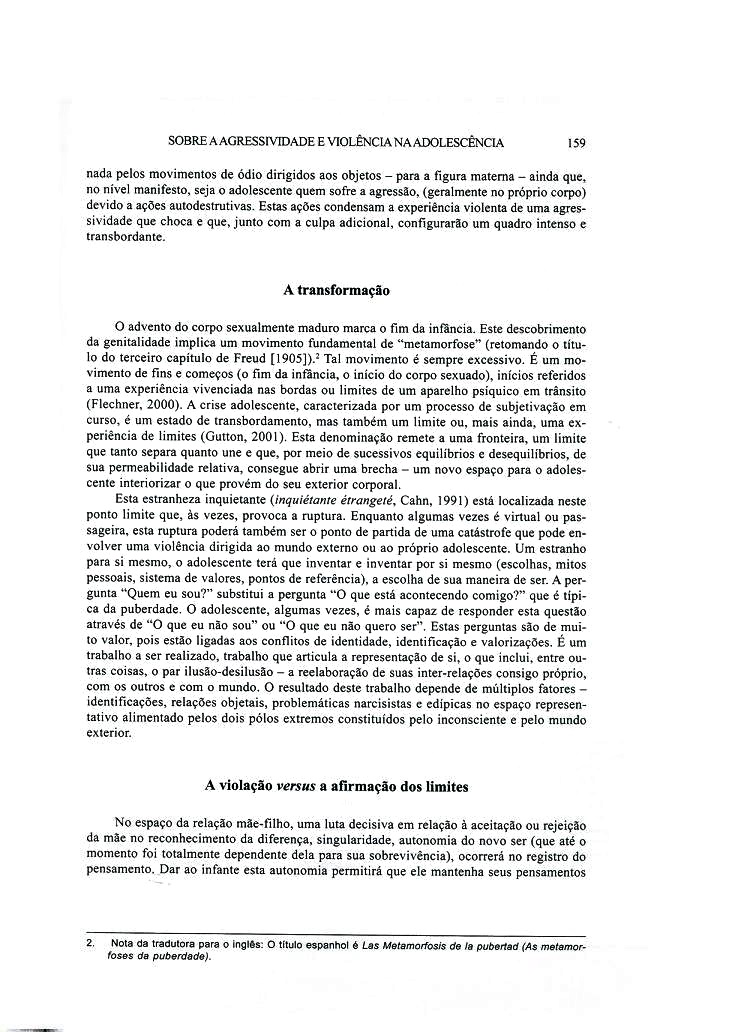 SOBRE A AGRESSIVIDADE E VIOLÊNCIA NA ADOLESCÊNCIA 159
nada pelos movimentos de ódio dirigidos aos objetos – para a figura materna – ainda que,
no nível manifesto, seja o adolescente quem sofre a agressão, (geralmente no próprio corpo)
devido a ações autodestrutivas. Estas ações condensam a experiência violenta de uma agres-
sividade que choca e que, junto com a culpa adicional, configurarão um quadro intenso e
transbordante.
A transformação
O advento do corpo sexualmente maduro marca o fim da infância. Este descobrimento
da genitalidade implica um movimento fundamental de “metamorfose” (retomando o títu-
lo do terceiro capítulo de Freud [1905]).² Tal movimento é sempre excessivo. É um mo-
vimento de fins e começos (o fim da infância, o início do corpo sexuado), inícios referidos
a uma experiência vivenciada nas bordas ou limites de um aparelho psíquico em trânsito
(Flechner, 2000). A crise adolescente, caracterizada por um processo de subjetivação em
curso, é um estado de transbordamento, mas também um limite ou, mais ainda, uma ex-
periência de limites (Gutton, 2001). Esta denominação remete a uma fronteira, um limite
que tanto separa quanto une e que, por meio de sucessivos equilíbrios e desequilíbrios, de
sua permeabilidade relativa, consegue abrir uma brecha – um novo espaço para o adoles-
cente interiorizar o que provém do seu exterior corporal.
Esta estranheza inquietante (inquiétante étrangeté, Cahn, 1991) está localizada neste
ponto limite que, às vezes, provoca a ruptura. Enquanto algumas vezes é virtual ou pas-
sageira, esta ruptura poderá também ser o ponto de partida de uma catástrofe que pode en-
volver uma violência dirigida ao mundo externo ou ao próprio adolescente. Um estranho
para si mesmo, o adolescente terá que inventar e inventar por si mesmo (escolhas, mitos
pessoais, sistema de valores, pontos de referência), a escolha de sua maneira de ser. A per-
gunta “Quem eu sou?” substitui a pergunta “O que está acontecendo comigo?” que é típi-
ca da puberdade. O adolescente, algumas vezes, é mais capaz de responder esta questão
através de “O que eu não sou” ou “O que eu não quero ser”. Estas perguntas são de mui-
to valor, pois estão ligadas aos conflitos de identidade, identificação e valorizações. É um
trabalho a ser realizado, trabalho que articula a representação de si, o que inclui, entre ou-
tras coisas, o par ilusão-desilusão – a reelaboração de suas inter-relações consigo próprio,
com os outros e com o mundo. O resultado deste trabalho depende de múltiplos fatores –
identificações, relações objetais, problemáticas narcisistas e edípicas no espaço represen-
tativo alimentado pelos dois pólos extremos constituídos pelo inconsciente e pelo mundo
exterior.
A violação versus a afirmação dos limites
No espaço da relação mãe-filho, uma luta decisiva em relação à aceitação ou rejeição
da mãe no reconhecimento da diferença, singularidade, autonomia do novo ser (que até o
momento foi totalmente dependente dela para sua sobrevivência), ocorrerá no registro do
pensamento. Dar ao infante esta autonomia permitirá que ele mantenha seus pensamentos
2. Nota da tradutora para o inglês: O título espanhol é Las Metamorfosis de la pubertad (As metamor-
foses da puberdade).